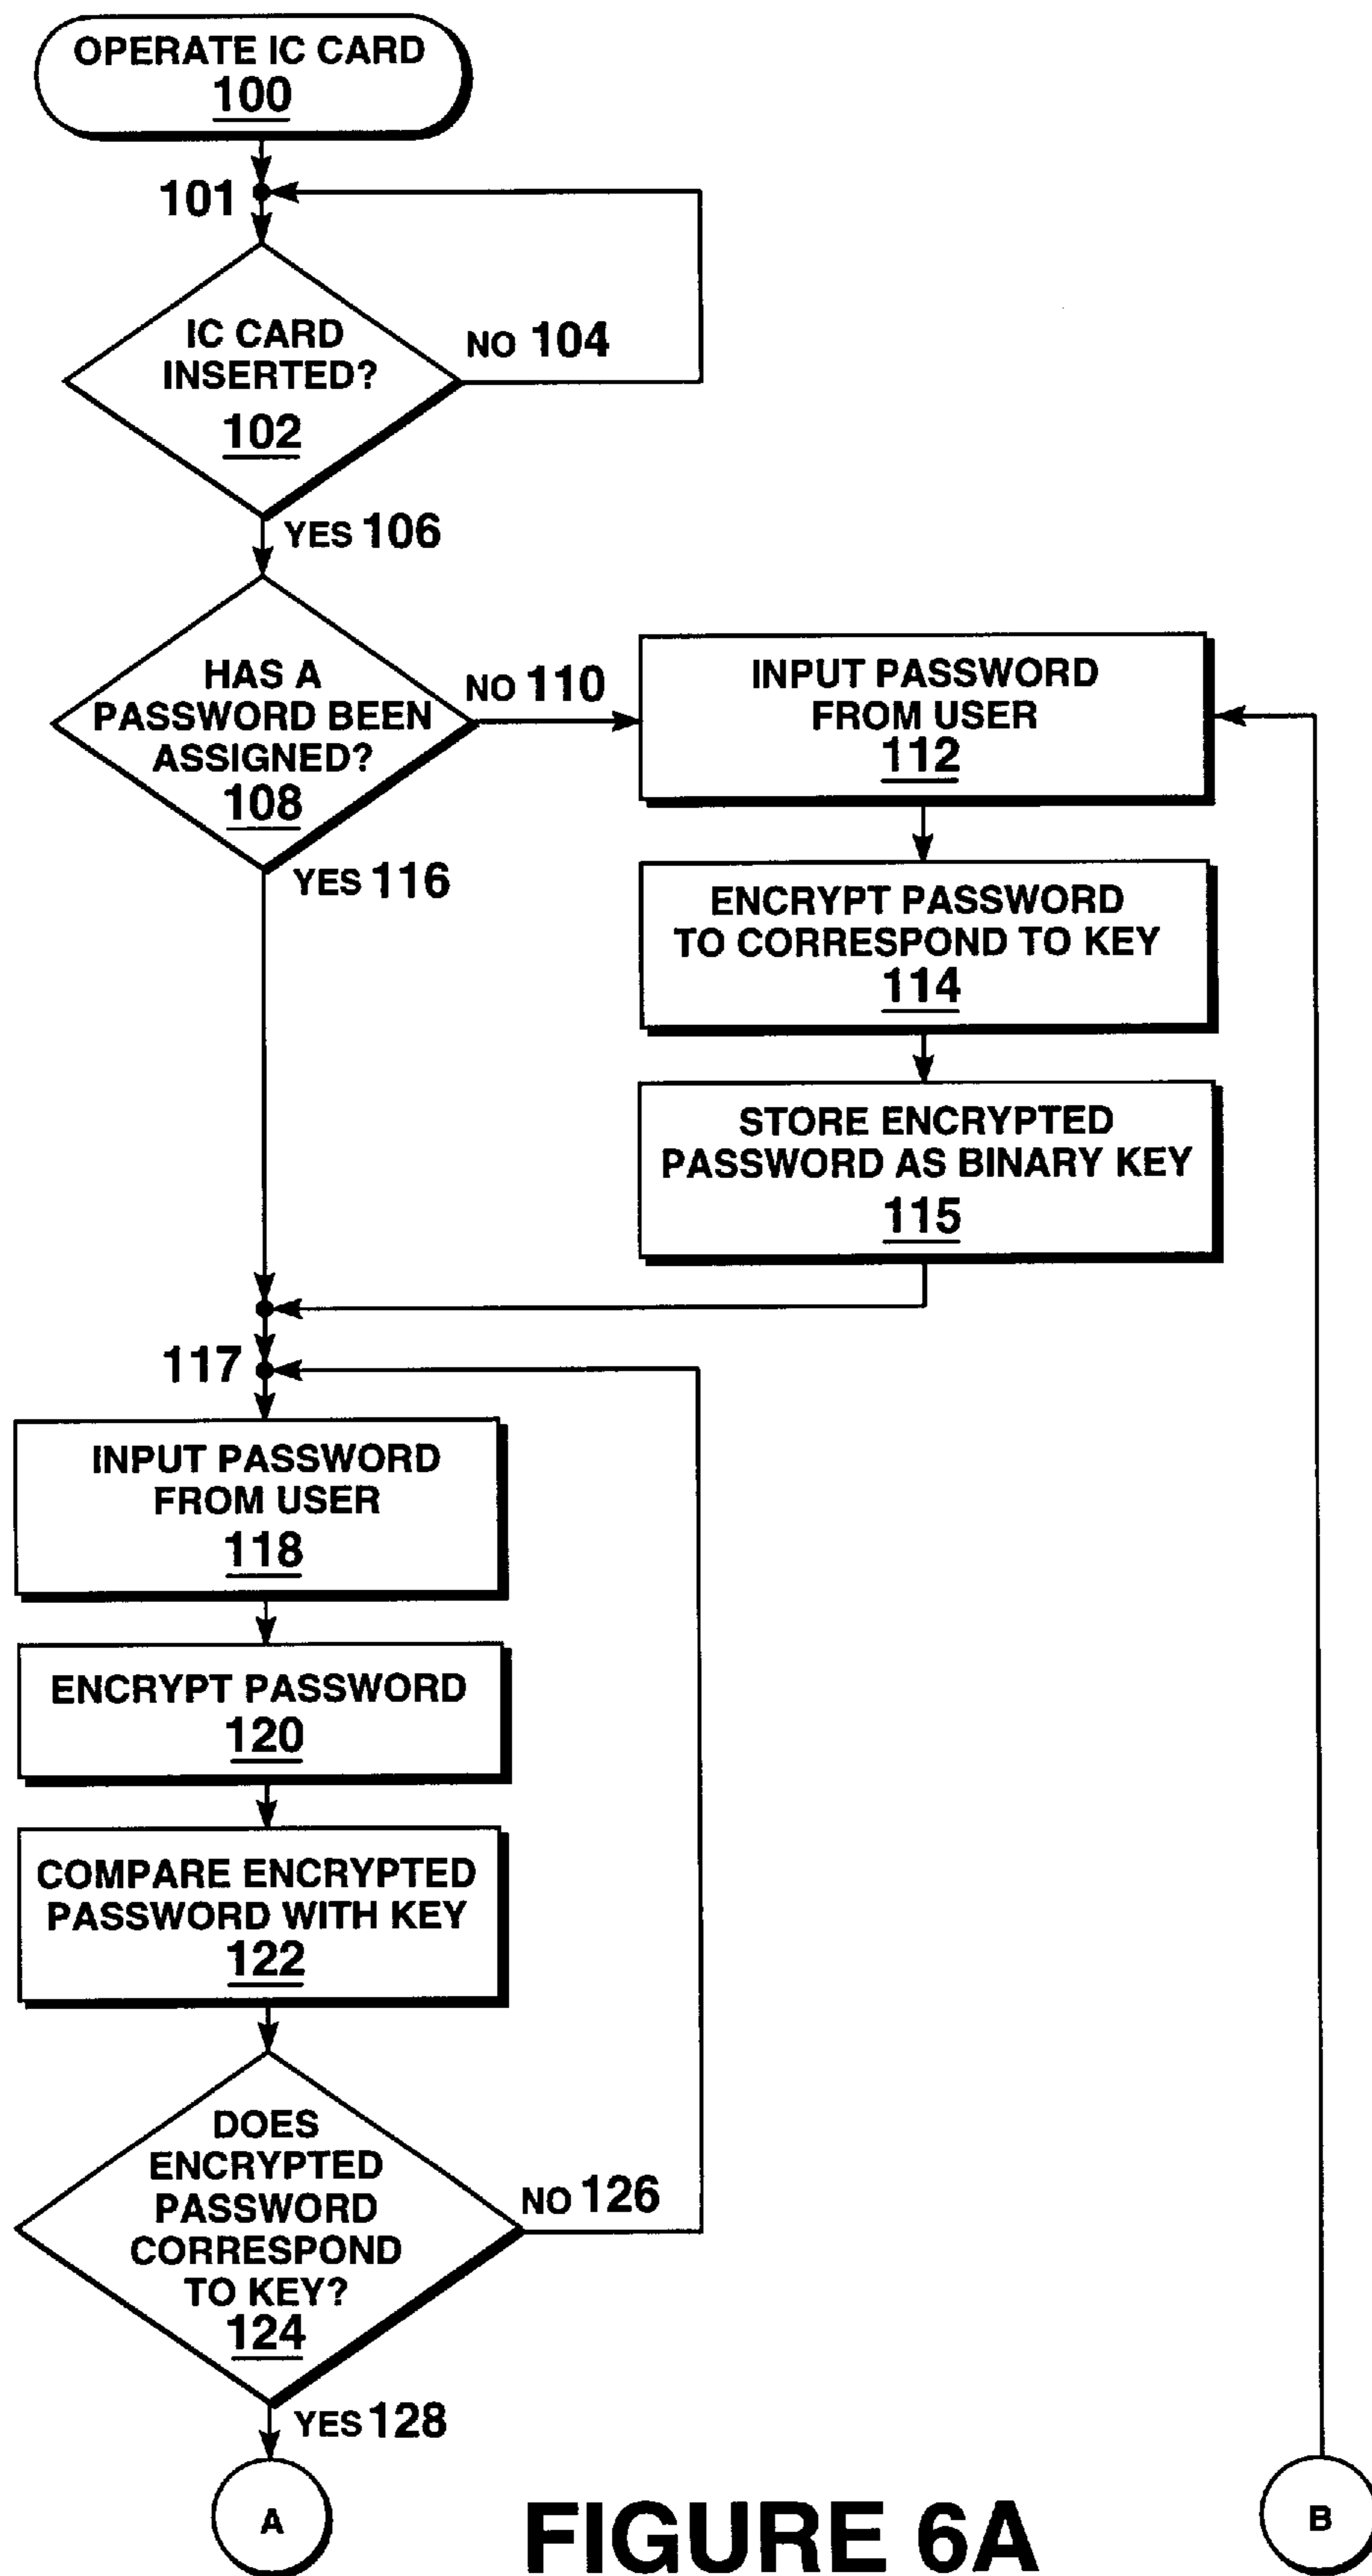 OPERATE IC CARD
100
101
IC CARD
INSERTED?
102
NO 104
YES 106
HAS A
PASSWORD BEEN
ASSIGNED?
108
NO 110
YES 116
INPUT PASSWORD
FROM USER
112
ENCRYPT PASSWORD
TO CORRESPOND TO KEY
114
STORE ENCRYPTED
PASSWORD AS BINARY KEY
115
117
INPUT PASSWORD
FROM USER
118
ENCRYPT PASSWORD
120
COMPARE ENCRYPTED
PASSWORD WITH KEY
122
DOES
ENCRYPTED
PASSWORD
CORRESPOND
TO KEY?
124
NO 126
YES 128
A
B
FIGURE 6A